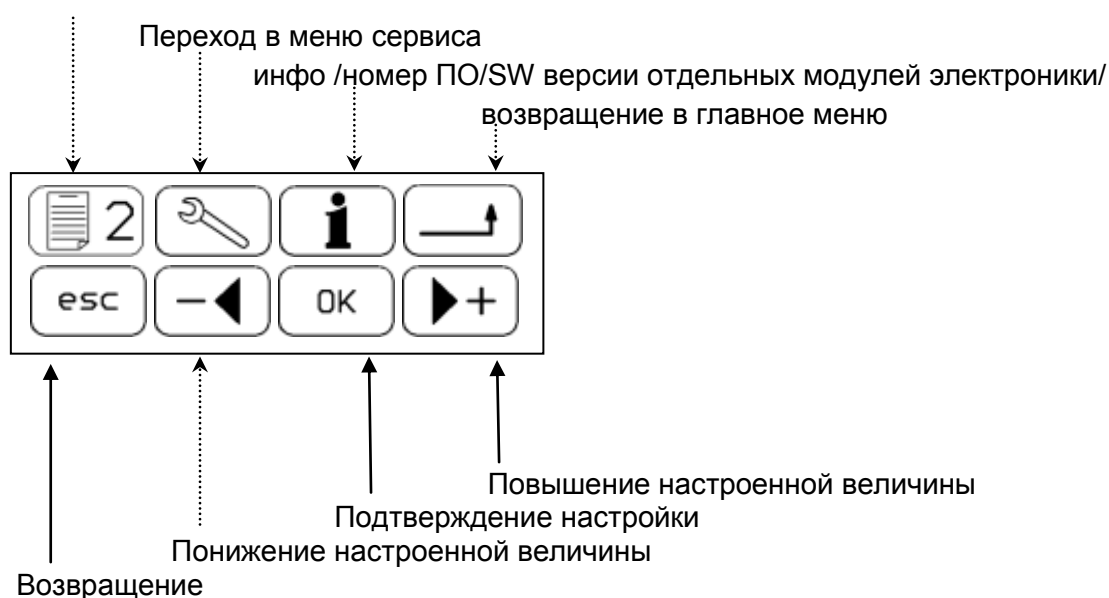 Переход в меню сервиса
инфо /номер ПО/SW версии отдельных модулей электроники/
возвращение в главное меню
2 i
esc − OK +
Повышение настроенной величины
Подтверждение настройки
Понижение настроенной величины
Возвращение